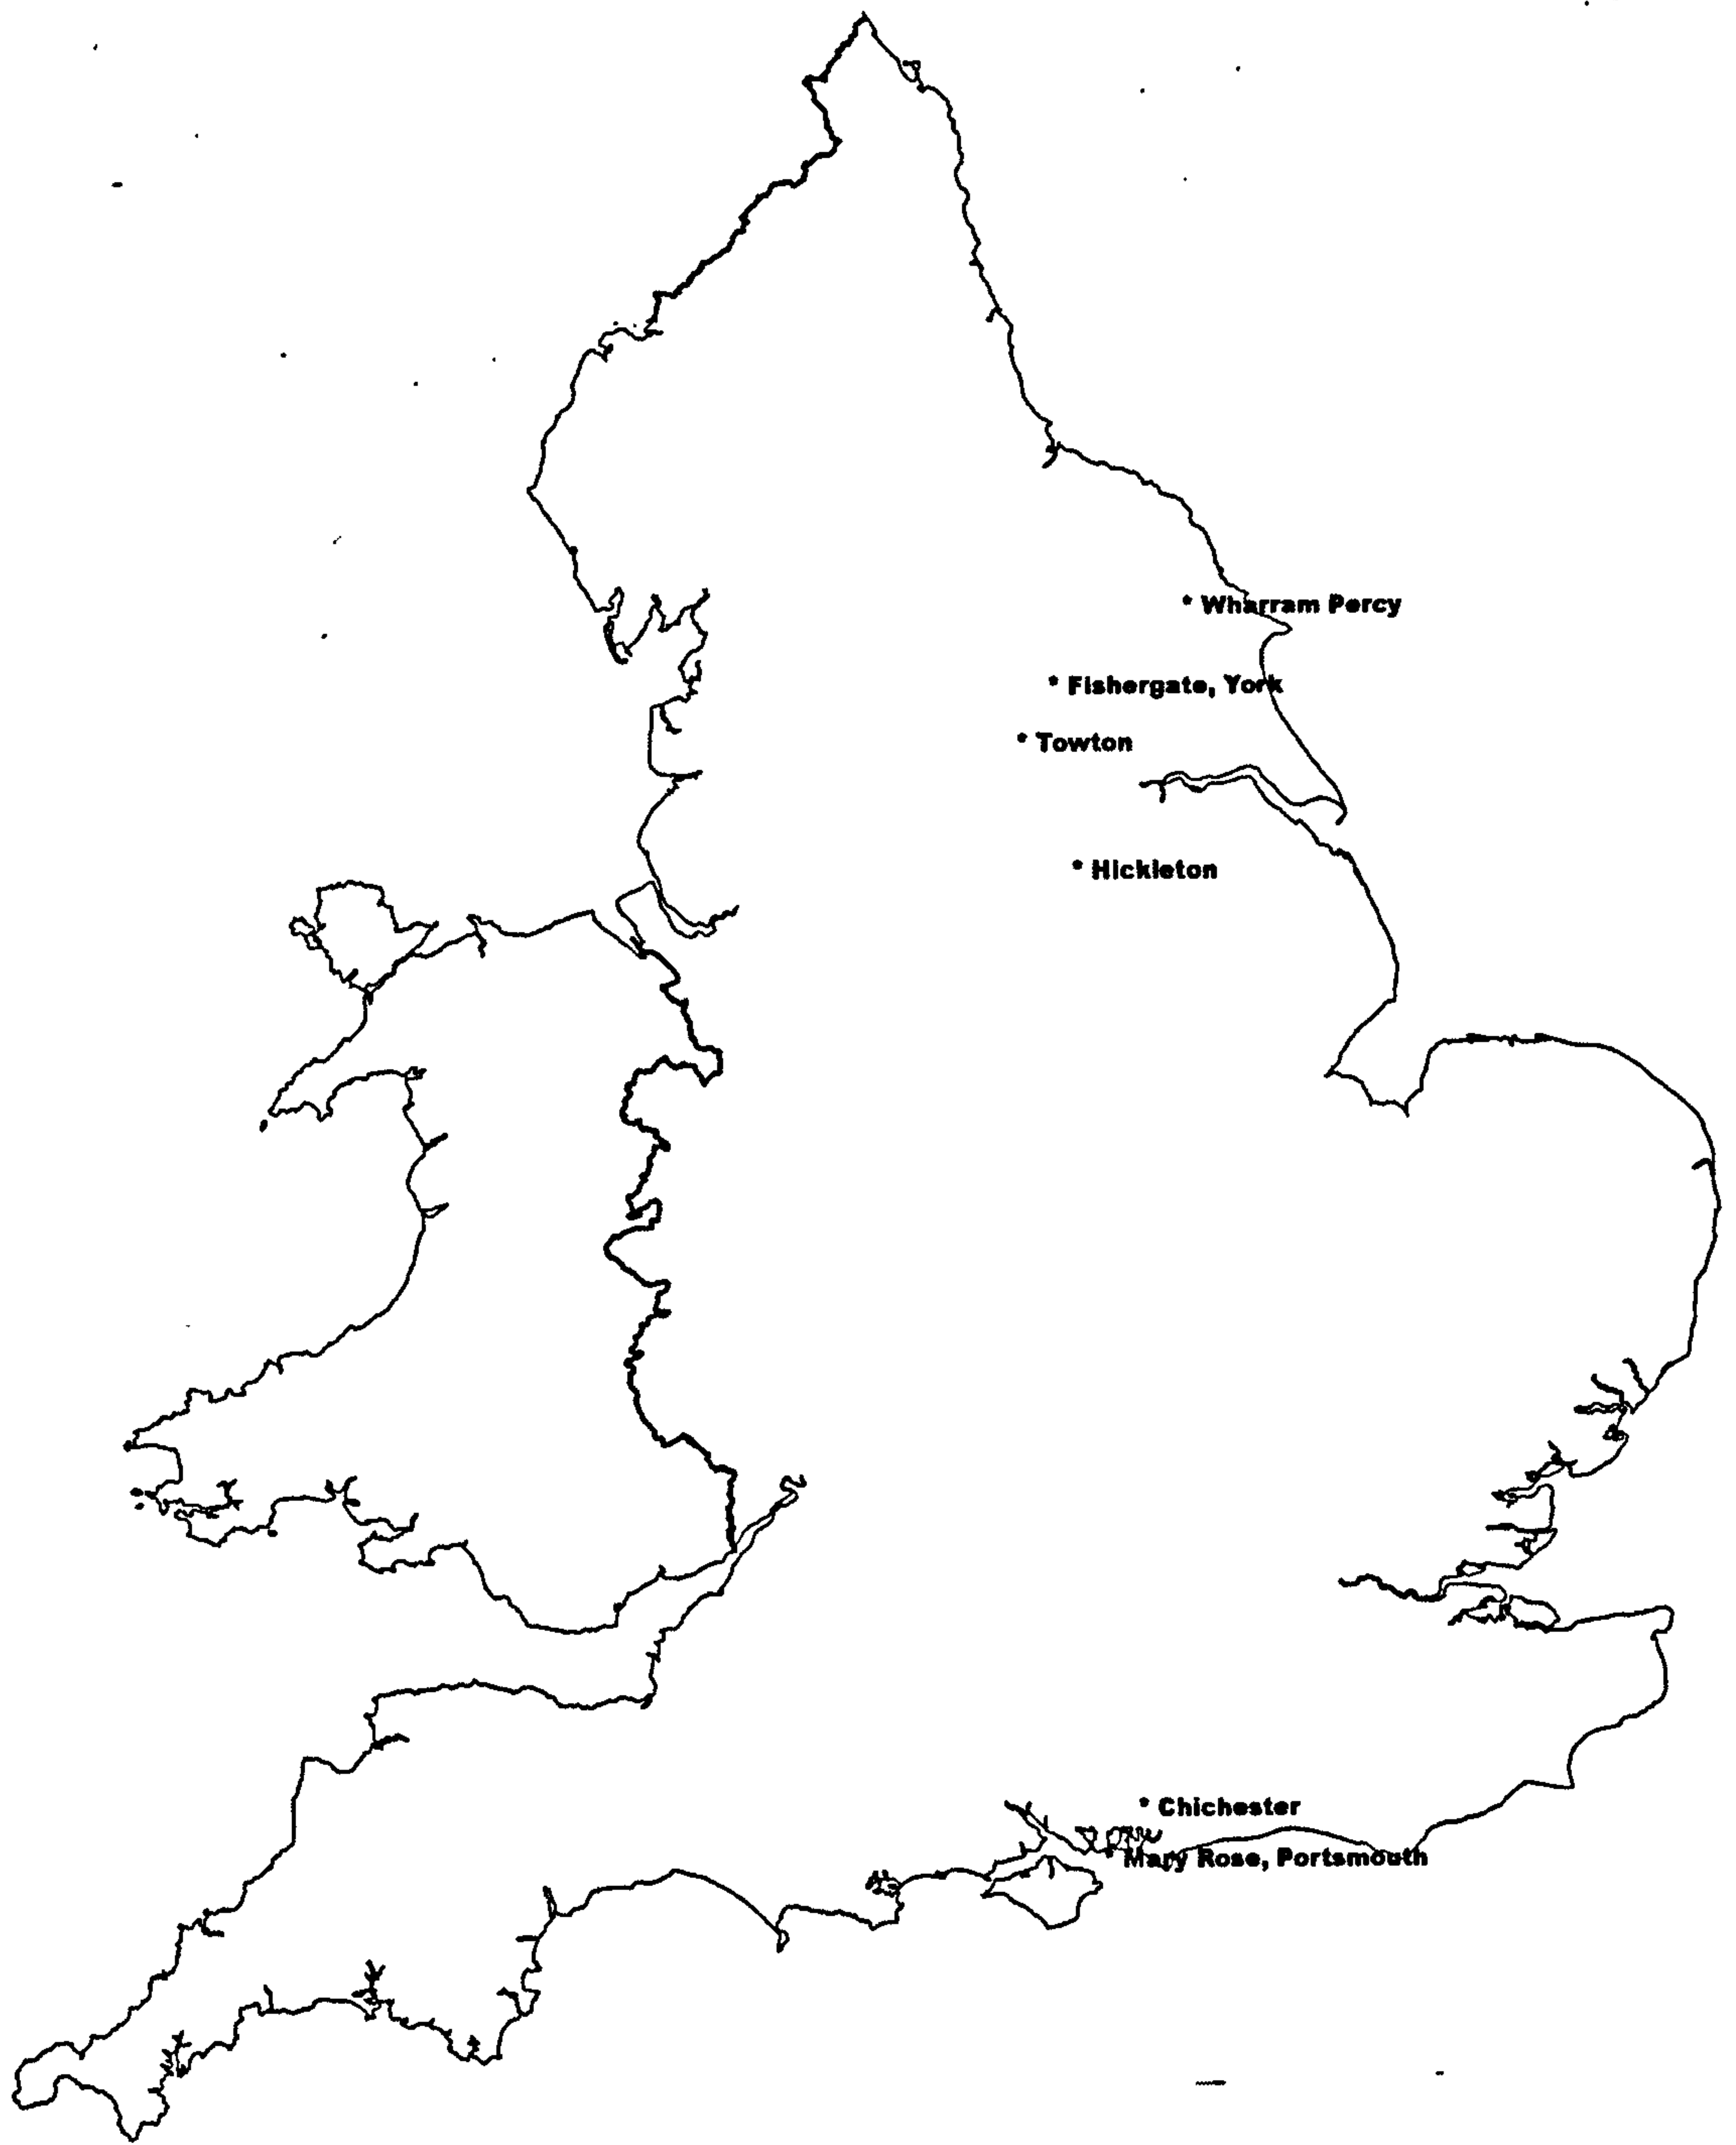 * Wharram Percy
* Fishergate, York
* Towton
* Hickleton
* Chichester
* Mary Rose, Portsmouth